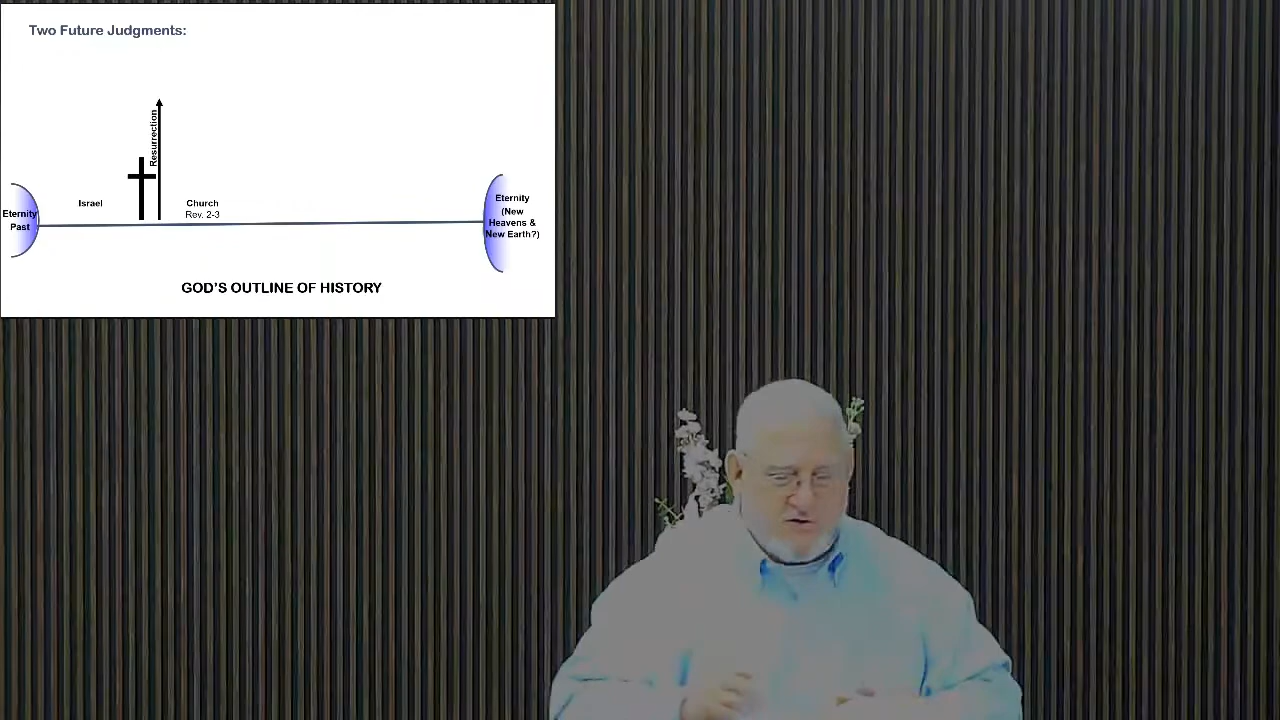 Two Future Judgments:
Resurrection
Israel
Church
Rev. 2-3
Eternity
Past
Eternity
(New
Heavens &
New Earth?)
GOD'S OUTLINE OF HISTORY